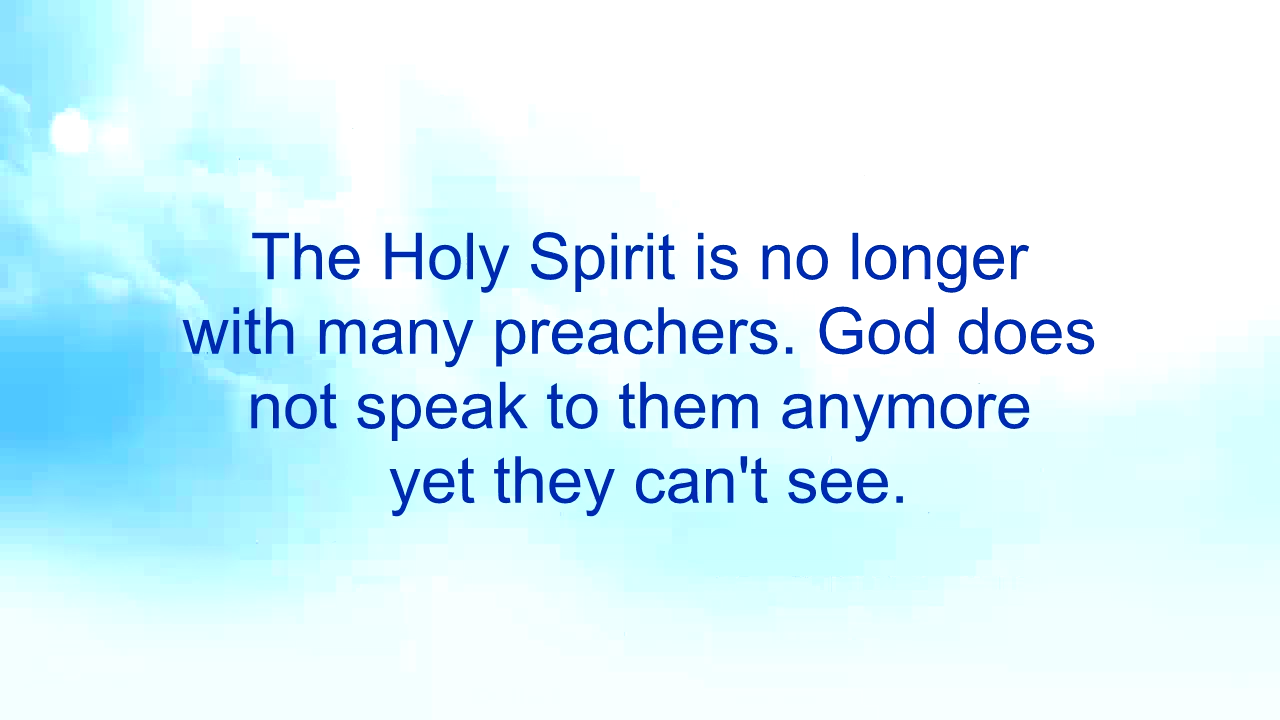 The Holy Spirit is no longer
with many preachers. God does
not speak to them anymore
yet they can't see.